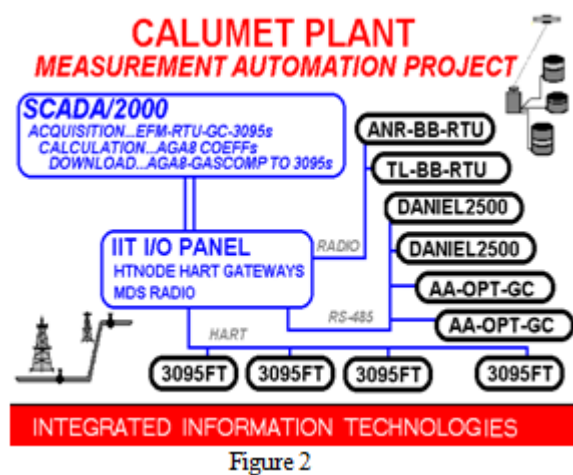 CALUMET PLANT
MEASUREMENT AUTOMATION PROJECT
SCADA/2000
ACQUISITION...EFM-RTU-GC-3095s
CALCULATION...AGA8 COEFFs
DOWNLOAD...AGA8-GASCOMP TO 3095s
ANR-BB-RTU
TL-BB-RTU
DANIEL2500
DANIEL2500
AA-OPT-GC
AA-OPT-GC
IIT I/O PANEL
HTNODE HART GATEWAYS
MDS RADIO
RADIO
RS-485
HART
3095FT
3095FT
3095FT
3095FT
INTEGRATED INFORMATION TECHNOLOGIES
Figure 2